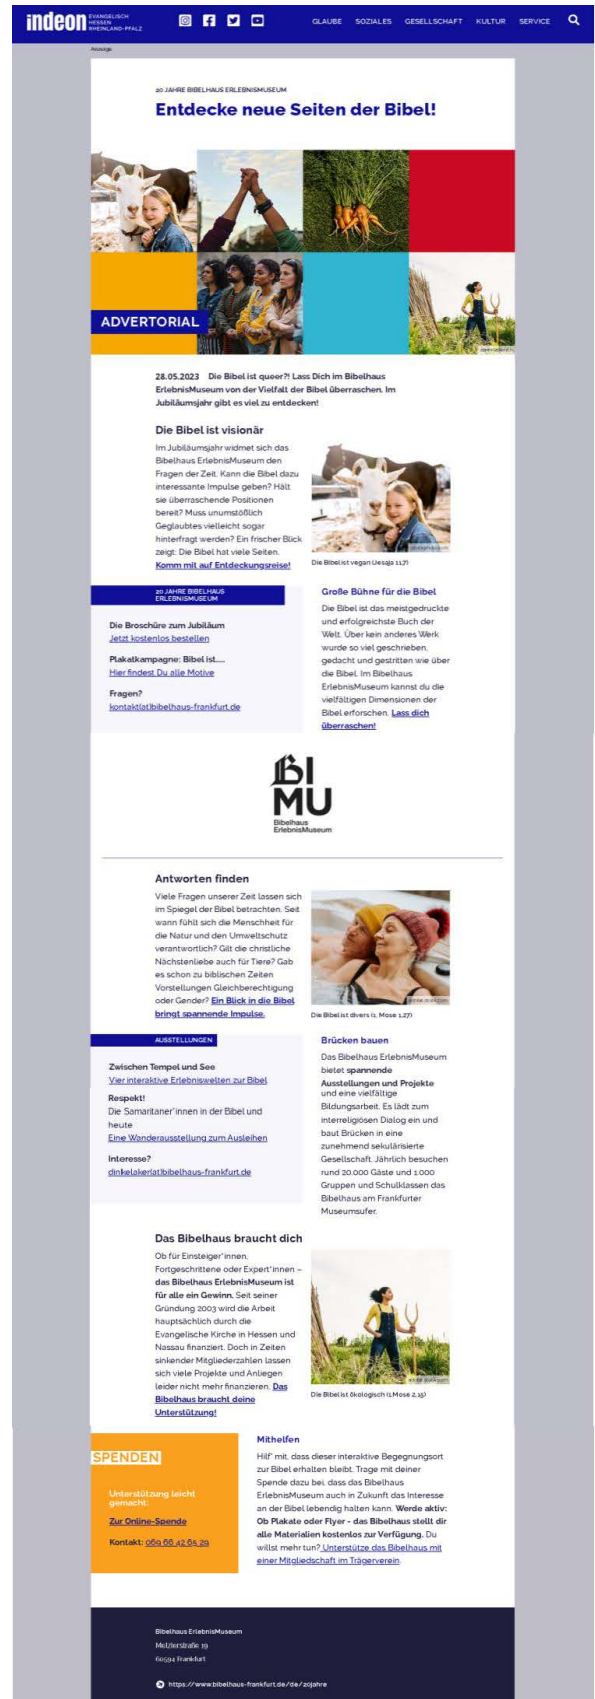 indeon EVANGELISCH
HESSEN
RHEINLAND-PFALZ
GLAUBE SOZIALES GESELLSCHAFT KULTUR SERVICE
Anzeige
20 JAHRE BIBELHAUS ERLEBNISMUSEUM
Entdecke neue Seiten der Bibel!
ADVERTORIAL
28.05.2023 Die Bibel ist queer?! Lass Dich im Bibelhaus
ErlebnisMuseum von der Vielfalt der Bibel überraschen. Im
Jubiläumsjahr gibt es viel zu entdecken!
Die Bibel ist visionär
Im Jubiläumsjahr widmet sich das
Bibelhaus ErlebnisMuseum den
Fragen der Zeit. Kann die Bibel dazu
interessante Impulse geben? Hält
sie überraschende Positionen
bereit? Muss unumstößlich
Geglaubtes vielleicht sogar
hinterfragt werden? Ein frischer Blick
zeigt: Die Bibel hat viele Seiten.
Komm mit auf Entdeckungsreise!
Die Bibel ist vegan (Jesaja 11,7)
20 JAHRE BIBELHAUS
ERLEBNISMUSEUM
Die Broschüre zum Jubiläum
Jetzt kostenlos bestellen
Plakatkampagne: Bibel ist.....
Hier findest Du alle Motive
Fragen?
kontakt(at)bibelhaus-frankfurt.de
Große Bühne für die Bibel
Die Bibel ist das meistgedruckte
und erfolgreichste Buch der
Welt. Über kein anderes Werk
wurde so viel geschrieben,
gedacht und gestritten wie über
die Bibel. Im Bibelhaus
ErlebnisMuseum kannst du die
vielfältigen Dimensionen der
Bibel erforschen. Lass dich
überraschen!
BI
MU
Bibelhaus
ErlebnisMuseum
Antworten finden
Viele Fragen unserer Zeit lassen sich
im Spiegel der Bibel betrachten. Seit
wann fühlt sich die Menschheit für
die Natur und den Umweltschutz
verantwortlich? Gilt die christliche
Nächstenliebe auch für Tiere? Gab
es schon zu biblischen Zeiten
Vorstellungen Gleichberechtigung
oder Gender? Ein Blick in die Bibel
bringt spannende Impulse.
Die Bibel ist divers (1. Mose 1,27)
AUSSTELLUNGEN
Zwischen Tempel und See
Vier interaktive Erlebniswelten zur Bibel
Respekt!
Die Samaritaner*innen in der Bibel und
heute
Eine Wanderausstellung zum Ausleihen
Interesse?
dinkelaker(at)bibelhaus-frankfurt.de
Brücken bauen
Das Bibelhaus ErlebnisMuseum
bietet spannende
Ausstellungen und Projekte
und eine vielfältige
Bildungsarbeit. Es lädt zum
interreligiösen Dialog ein und
baut Brücken in eine
zunehmend sekulärisierte
Gesellschaft. Jährlich besuchen
rund 20.000 Gäste und 1.000
Gruppen und Schulklassen das
Bibelhaus am Frankfurter
Museumsufer.
Das Bibelhaus braucht dich
Ob für Einsteiger*innen,
Fortgeschrittene oder Expert*innen –
das Bibelhaus ErlebnisMuseum ist
für alle ein Gewinn. Seit seiner
Gründung 2003 wird die Arbeit
hauptsächlich durch die
Evangelische Kirche in Hessen und
Nassau finanziert. Doch in Zeiten
sinkender Mitgliederzahlen lassen
sich viele Projekte und Anliegen
leider nicht mehr finanzieren. Das
Bibelhaus braucht deine
Unterstützung!
Die Bibel ist ökologisch (1.Mose 2,15)
SPENDEN
Unterstützung leicht
gemacht:
Zur Online-Spende
Kontakt: 069 66 42 65 29
Mithelfen
Hilf' mit, dass dieser interaktive Begegnungsort
zur Bibel erhalten bleibt. Trage mit deiner
Spende dazu bei, dass das Bibelhaus
ErlebnisMuseum auch in Zukunft das Interesse
an der Bibel lebendig halten kann. Werde aktiv:
Ob Plakate oder Flyer - das Bibelhaus stellt dir
alle Materialien kostenlos zur Verfügung. Du
willst mehr tun? Unterstütze das Bibelhaus mit
einer Mitgliedschaft im Trägerverein.
Bibelhaus ErlebnisMuseum
Metzlerstraße 19
60594 Frankfurt
https://www.bibelhaus-frankfurt.de/de/20jahre